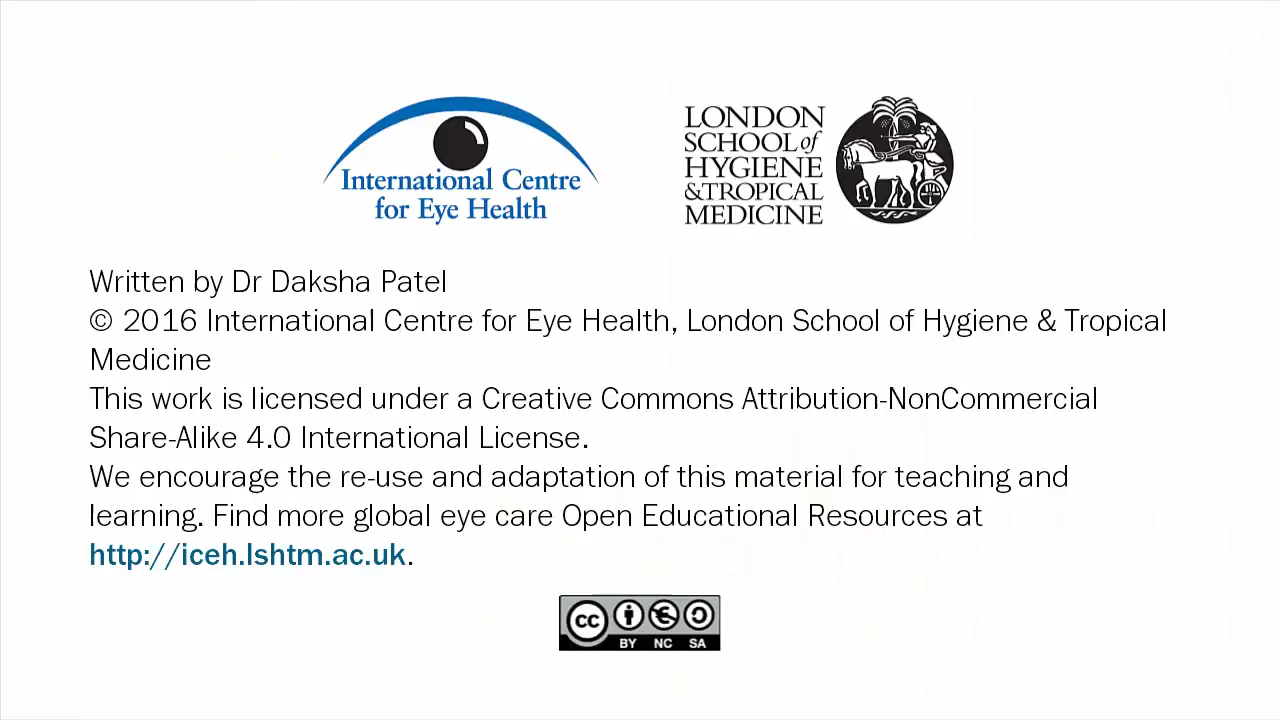 International Centre
for Eye Health
LONDON
SCHOOL of
HYGIENE
& TROPICAL
MEDICINE
Written by Dr Daksha Patel
© 2016 International Centre for Eye Health, London School of Hygiene & Tropical
Medicine
This work is licensed under a Creative Commons Attribution-NonCommercial
Share-Alike 4.0 International License.
We encourage the re-use and adaptation of this material for teaching and
learning. Find more global eye care Open Educational Resources at
http://iceh.lshtm.ac.uk.
cc
BY NC SA